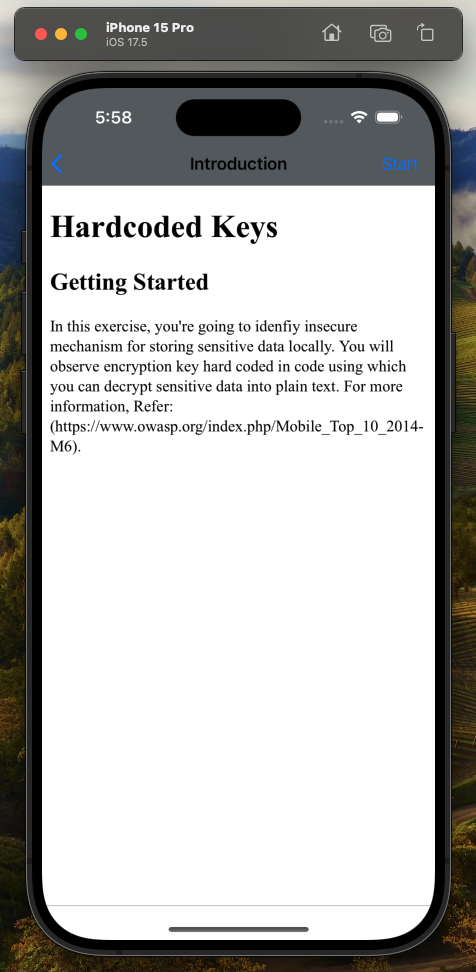 iPhone 15 Pro
iOS 17.5
5:58
Introduction
Start
Hardcoded Keys
Getting Started
In this exercise, you're going to idenfiy insecure
mechanism for storing sensitive data locally. You will
observe encryption key hard coded in code using which
you can decrypt sensitive data into plain text. For more
information, Refer:
(https://www.owasp.org/index.php/Mobile_Top_10_2014-
M6).